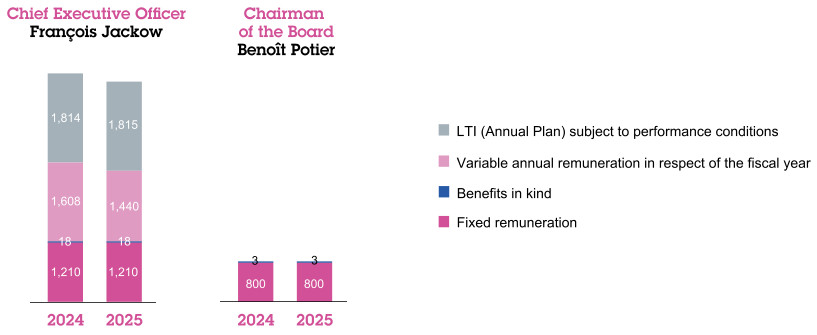 Chief Executive Officer
François Jackow
Chairman
of the Board
Benoît Potier
1,814
1,815
1,608
1,440
18
18
1,210
1,210
2024
2025
3
3
800
800
2024
2025
LTI (Annual Plan) subject to performance conditions
Variable annual remuneration in respect of the fiscal year
Benefits in kind
Fixed remuneration